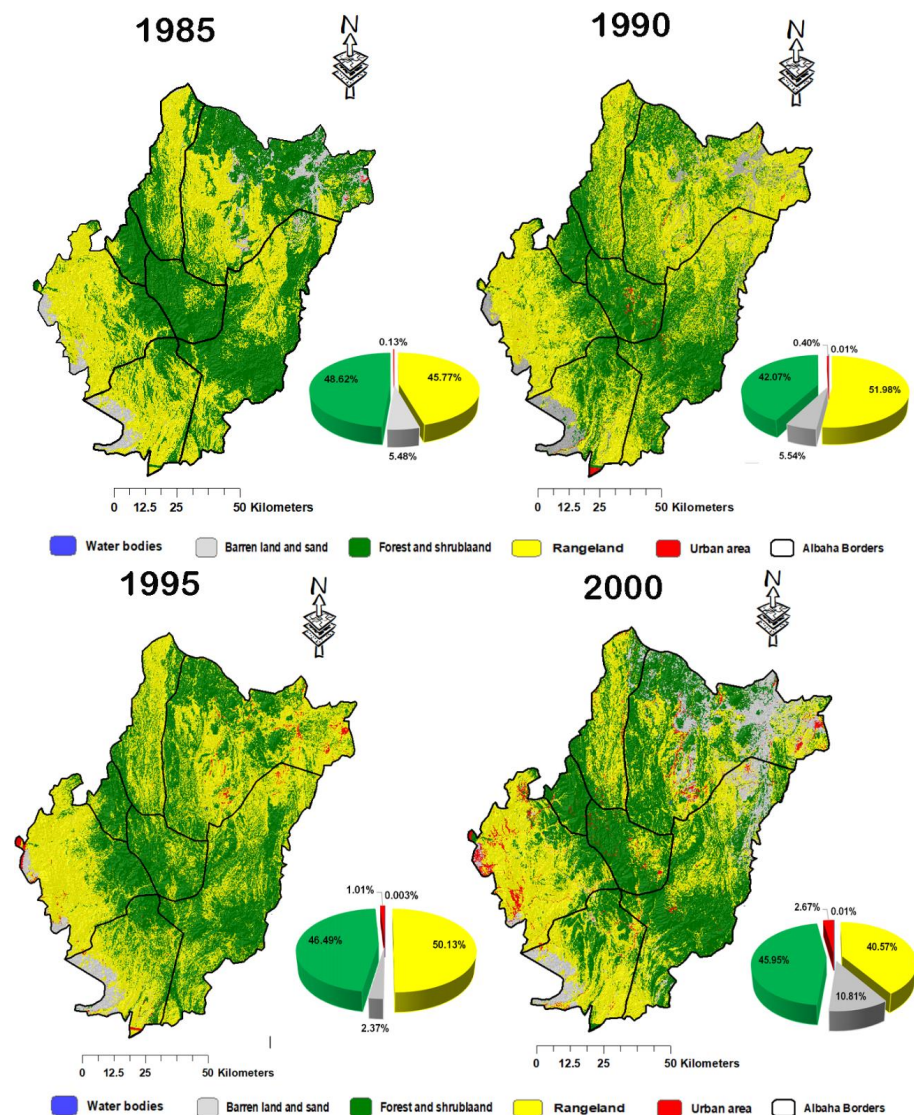 1985
1990
N
N
0.13%
48.62%
45.77%
5.48%
0.40%
0.01%
42.07%
51.98%
5.54%
0 12.5 25 50 Kilometers
0 12.5 25 50 Kilometers
Water bodies
Barren land and sand
Forest and shrublaand
Rangeland
Urban area
Albaha Borders
1995
2000
N
N
1.01%
0.003%
46.49%
50.13%
2.37%
2.67%
0.01%
45.95%
40.57%
10.81%
0 12.5 25 50 Kilometers
0 12.5 25 50 Kilometers
Water bodies
Barren land and sand
Forest and shrublaand
Rangeland
Urban area
Albaha Borders